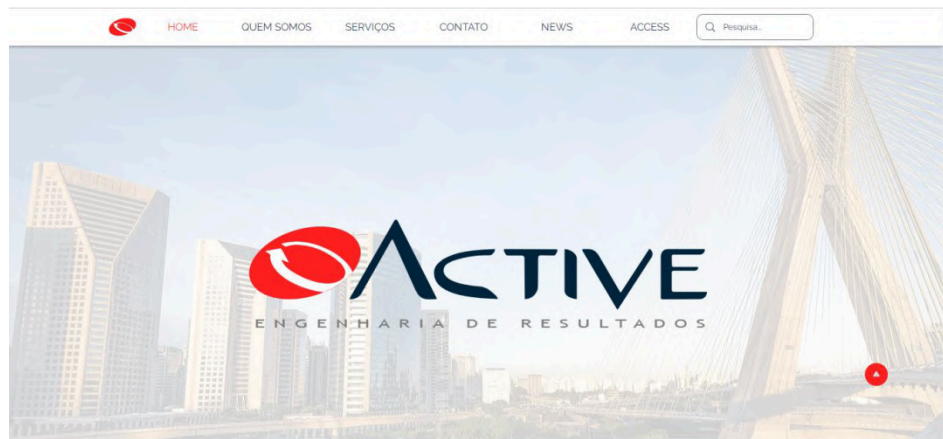 HOME QUEM SOMOS SERVIÇOS CONTATO NEWS ACCESS Pesquisa...
ACTIVE
ENGENHARIA DE RESULTADOS